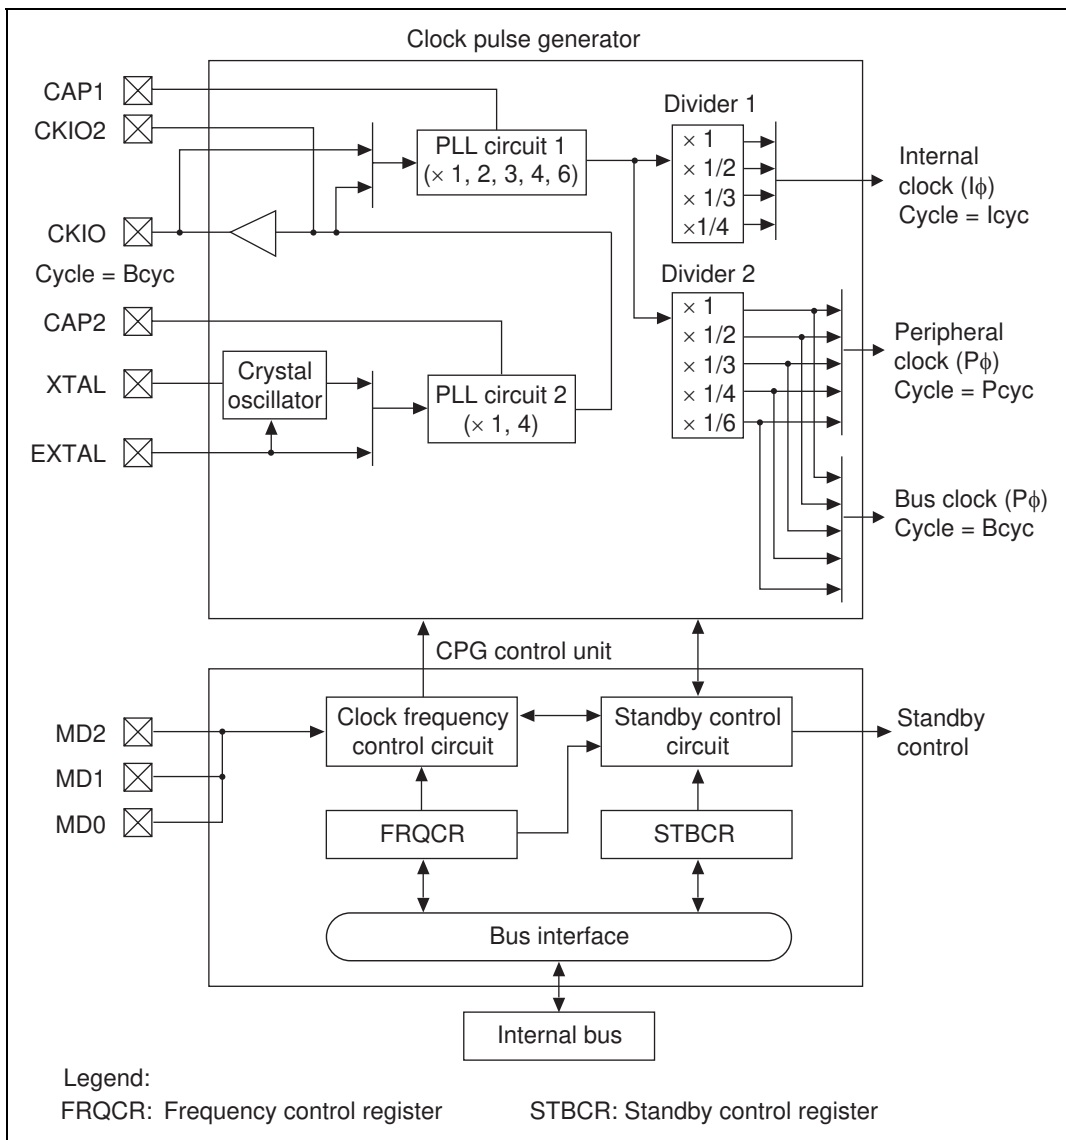 Clock pulse generator
CAP1
CKIO2
CKIO
Cycle = Bcyc
CAP2
XTAL
EXTAL
PLL circuit 1
(× 1, 2, 3, 4, 6)
Crystal
oscillator
PLL circuit 2
(× 1, 4)
Divider 1
× 1
× 1/2
× 1/3
×1/4
Divider 2
× 1
× 1/2
× 1/3
× 1/4
× 1/6
Internal
clock (Iϕ)
Cycle = Icyc
Peripheral
clock (Pϕ)
Cycle = Pcyc
Bus clock (Pϕ)
Cycle = Bcyc
CPG control unit
MD2
MD1
MD0
Clock frequency
control circuit
Standby control
circuit
Standby
control
FRQCR
STBCR
Bus interface
Internal bus
Legend:
FRQCR: Frequency control register
STBCR: Standby control register